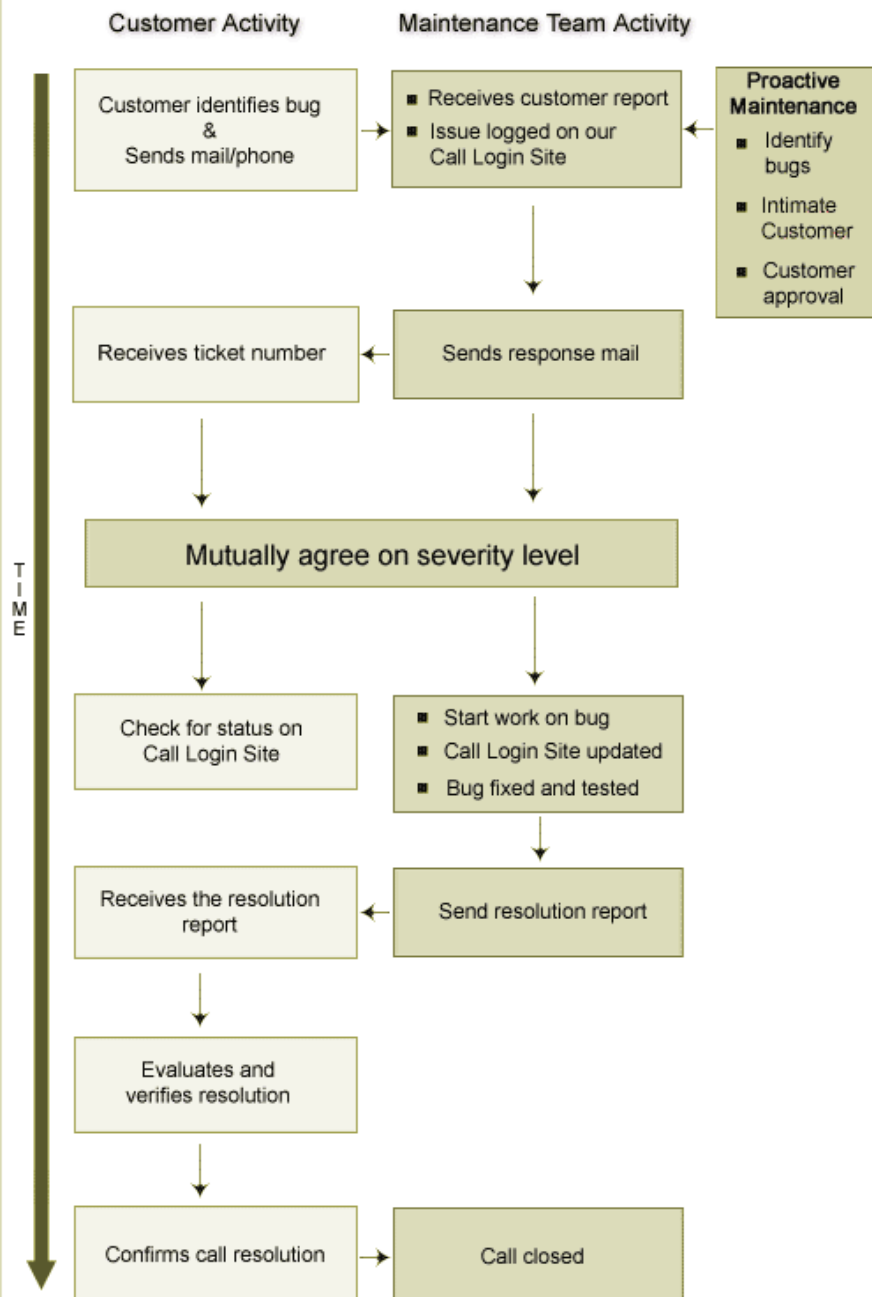 Customer Activity
Maintenance Team Activity
Customer identifies bug
&
Sends mail/phone
■ Receives customer report
■ Issue logged on our
Call Login Site
Proactive
Maintenance
■ Identify
bugs
■ Intimate
Customer
■ Customer
approval
Receives ticket number
Sends response mail
Mutually agree on severity level
T
I
M
E
Check for status on
Call Login Site
■ Start work on bug
■ Call Login Site updated
■ Bug fixed and tested
Receives the resolution
report
Send resolution report
Evaluates and
verifies resolution
Confirms call resolution
Call closed